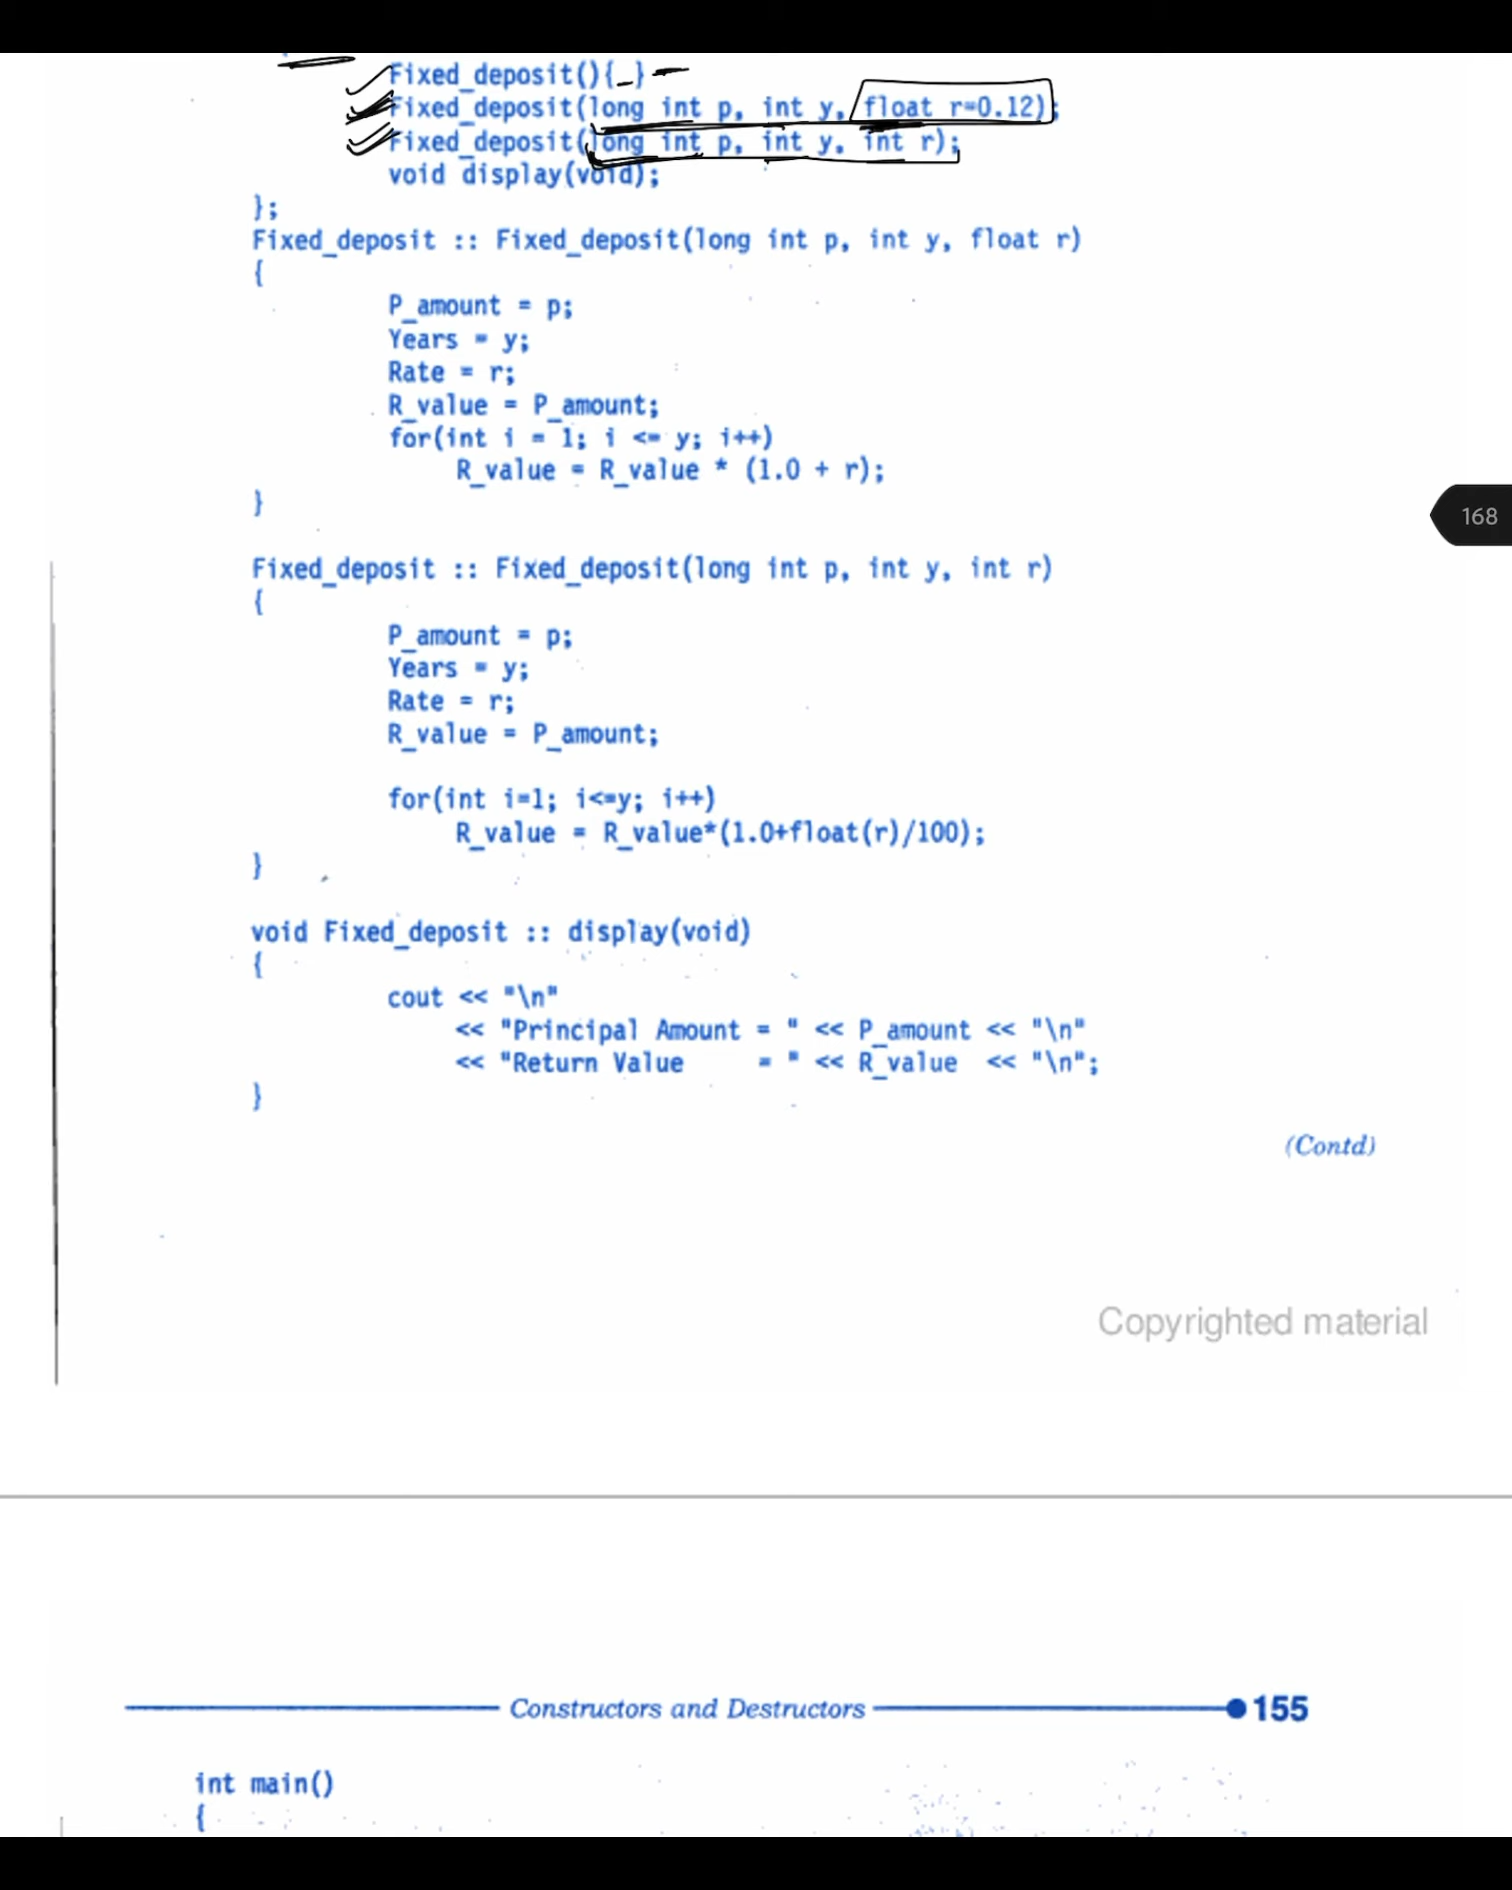 Fixed_deposit(){ }
Fixed_deposit(long int p, int y, float r=0.12);
Fixed_deposit(long int p, int y, int r);
void display(void);
};
Fixed_deposit :: Fixed_deposit(long int p, int y, float r)
{
P_amount = p;
Years = y;
Rate = r;
R_value = P_amount;
for(int i = 1; i <= y; i++)
R_value = R_value * (1.0 + r);
}
168
Fixed_deposit :: Fixed_deposit(long int p, int y, int r)
{
P_amount = p;
Years = y;
Rate = r;
R_value = P_amount;
for(int i=1; i<=y; i++)
R_value = R_value*(1.0+float(r)/100);
}
void Fixed_deposit :: display(void)
{
cout << "\n"
<< "Principal Amount = " << P_amount << "\n"
<< "Return Value     = " << R_value  << "\n";
}
(Contd)
Copyrighted material
Constructors and Destructors 155
int main()
{